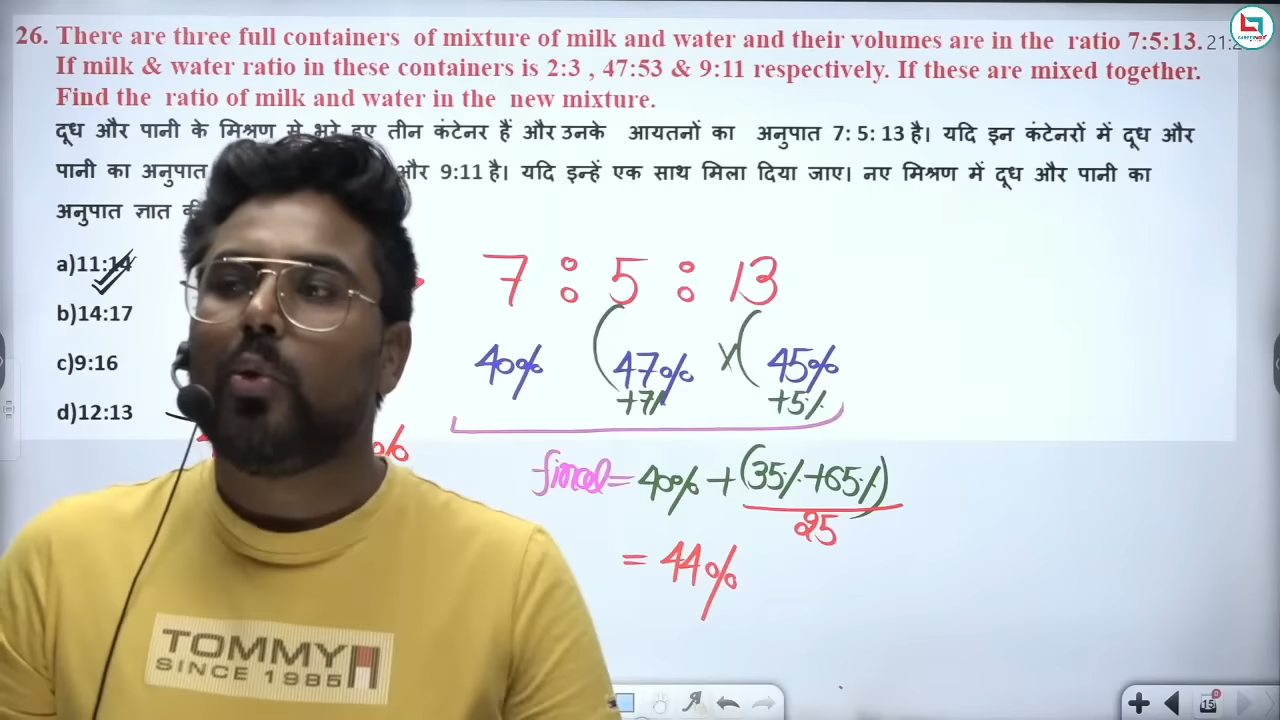 26. There are three full containers of mixture of milk and water and their volumes are in the ratio 7:5:13.
If milk & water ratio in these containers is 2:3 , 47:53 & 9:11 respectively. If these are mixed together.
Find the ratio of milk and water in the new mixture.
दूध और पानी के मिश्रण से भरे हुए तीन कंटेनर हैं और उनके आयतनों का अनुपात 7: 5: 13 है। यदि इन कंटेनरों में दूध और
पानी का अनुपात और 9:11 है। यदि इन्हें एक साथ मिला दिया जाए। नए मिश्रण में दूध और पानी का
अनुपात ज्ञात
a)11:14
b)14:17
c)9:16
d)12:13
7 : 5 : 13
40% (47% x (45%
+7% +5%
final = 40% + (35% + 65%)
25
= 44%
TOMMY
SINCE 1985
15